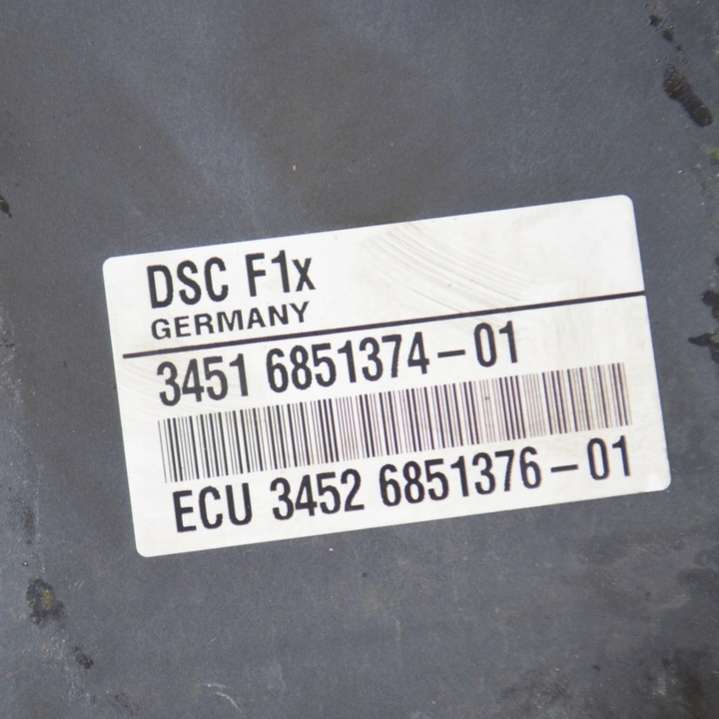 DSC F1x
GERMANY
3451 6851374-01
ECU 3452 6851376-01